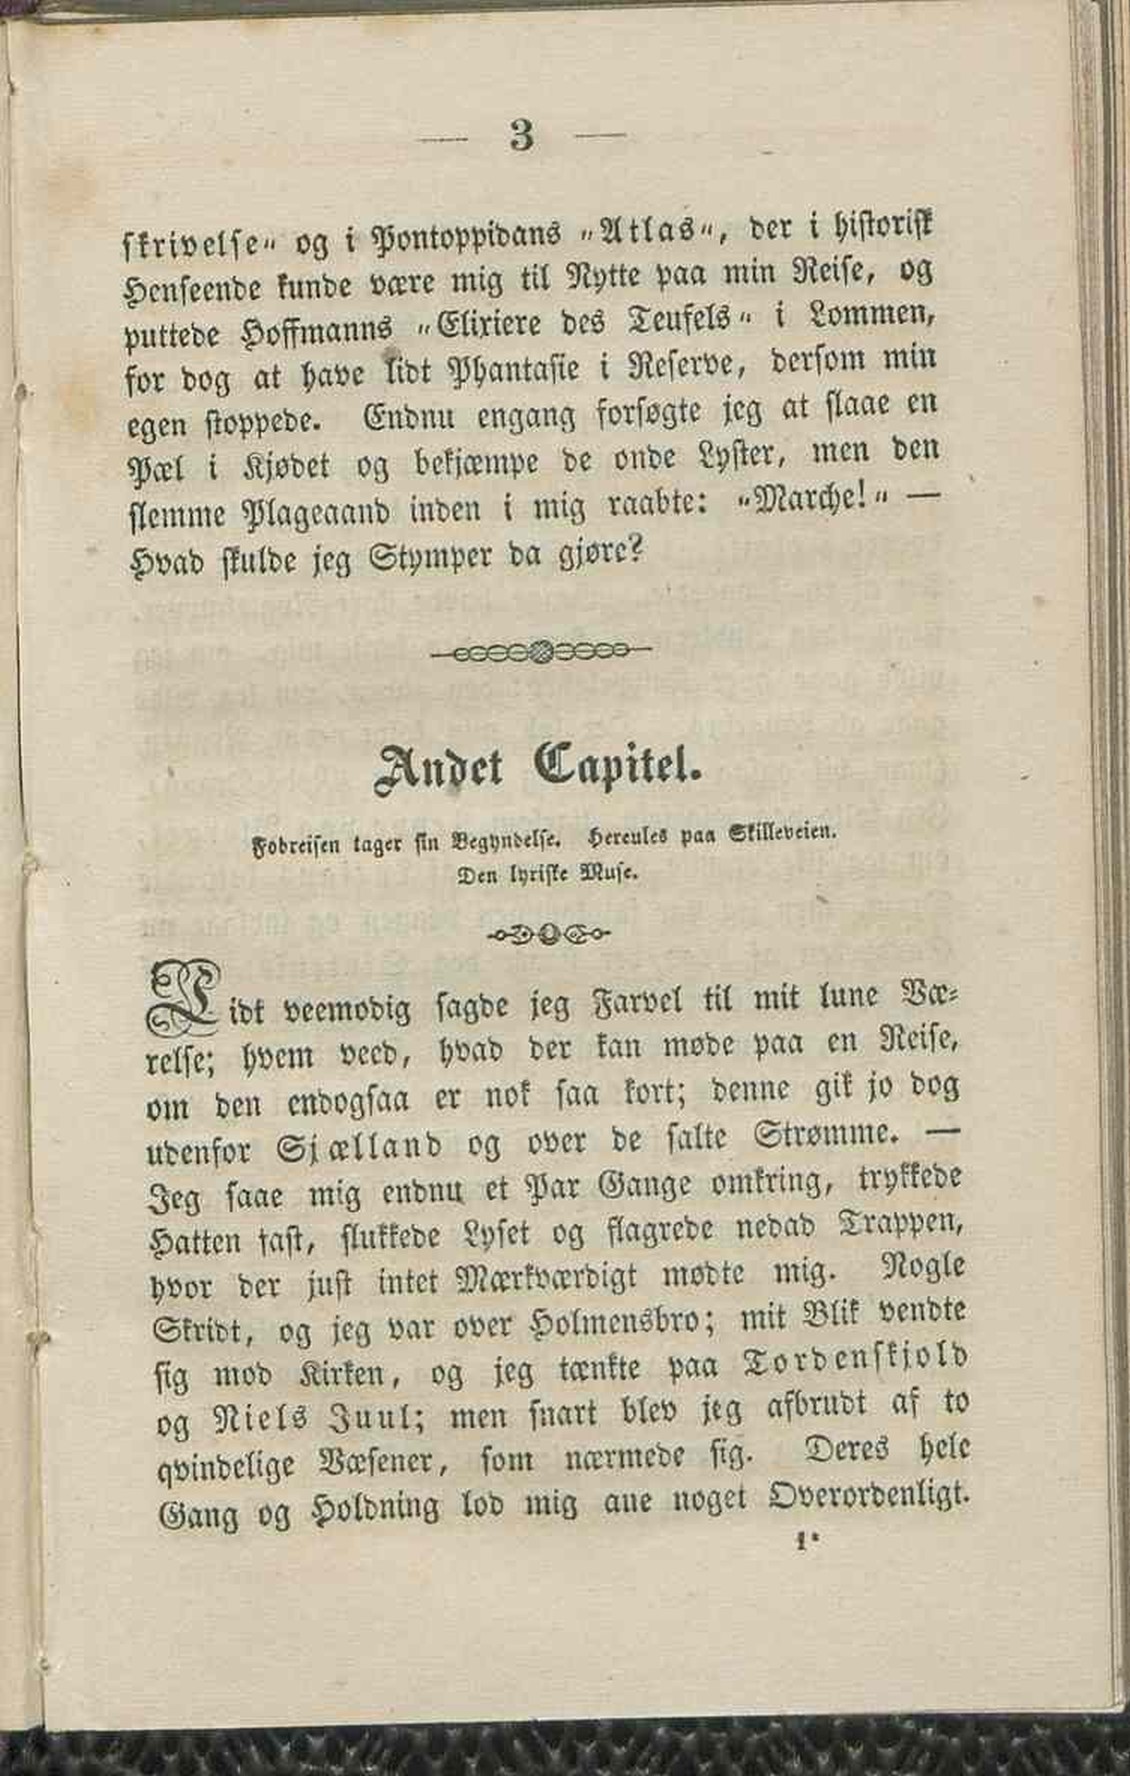 — 3 —
skrivelse" og i Pontoppidans "Atlas", der i historisk
Henseende kunde være mig til Nytte paa min Reise, og
puttede Hoffmanns "Elixiere des Teufels" i Lommen,
for dog at have lidt Phantasie i Reserve, dersom min
egen stoppede. Endnu engang forsøgte jeg at slaae en
Pæl i Kjødet og bekjæmpe de onde Lyster, men den
slemme Plageaand inden i mig raabte: "Marche!" —
Hvad skulde jeg Stymper da gjøre?
Andet Capitel.
Fodreisen tager sin Begyndelse. Hercules paa Skilleveien.
Den lyriske Muse.
Lidt veemodig sagde jeg Farvel til mit lune Væ-
relse; hvem veed, hvad der kan møde paa en Reise,
om den endogsaa er nok saa kort; denne gik jo dog
udenfor Sjælland og over de salte Strømme. —
Jeg saae mig endnu et Par Gange omkring, trykkede
Hatten fast, slukkede Lyset og flagrede nedad Trappen,
hvor der just intet Mærkværdigt mødte mig. Nogle
Skridt, og jeg var over Holmensbro; mit Blik vendte
sig mod Kirken, og jeg tænkte paa Tordenskjold
og Niels Juul; men snart blev jeg afbrudt af to
qvindelige Væsener, som nærmede sig. Deres hele
Gang og Holdning lod mig ane noget Overordenligt.
1*